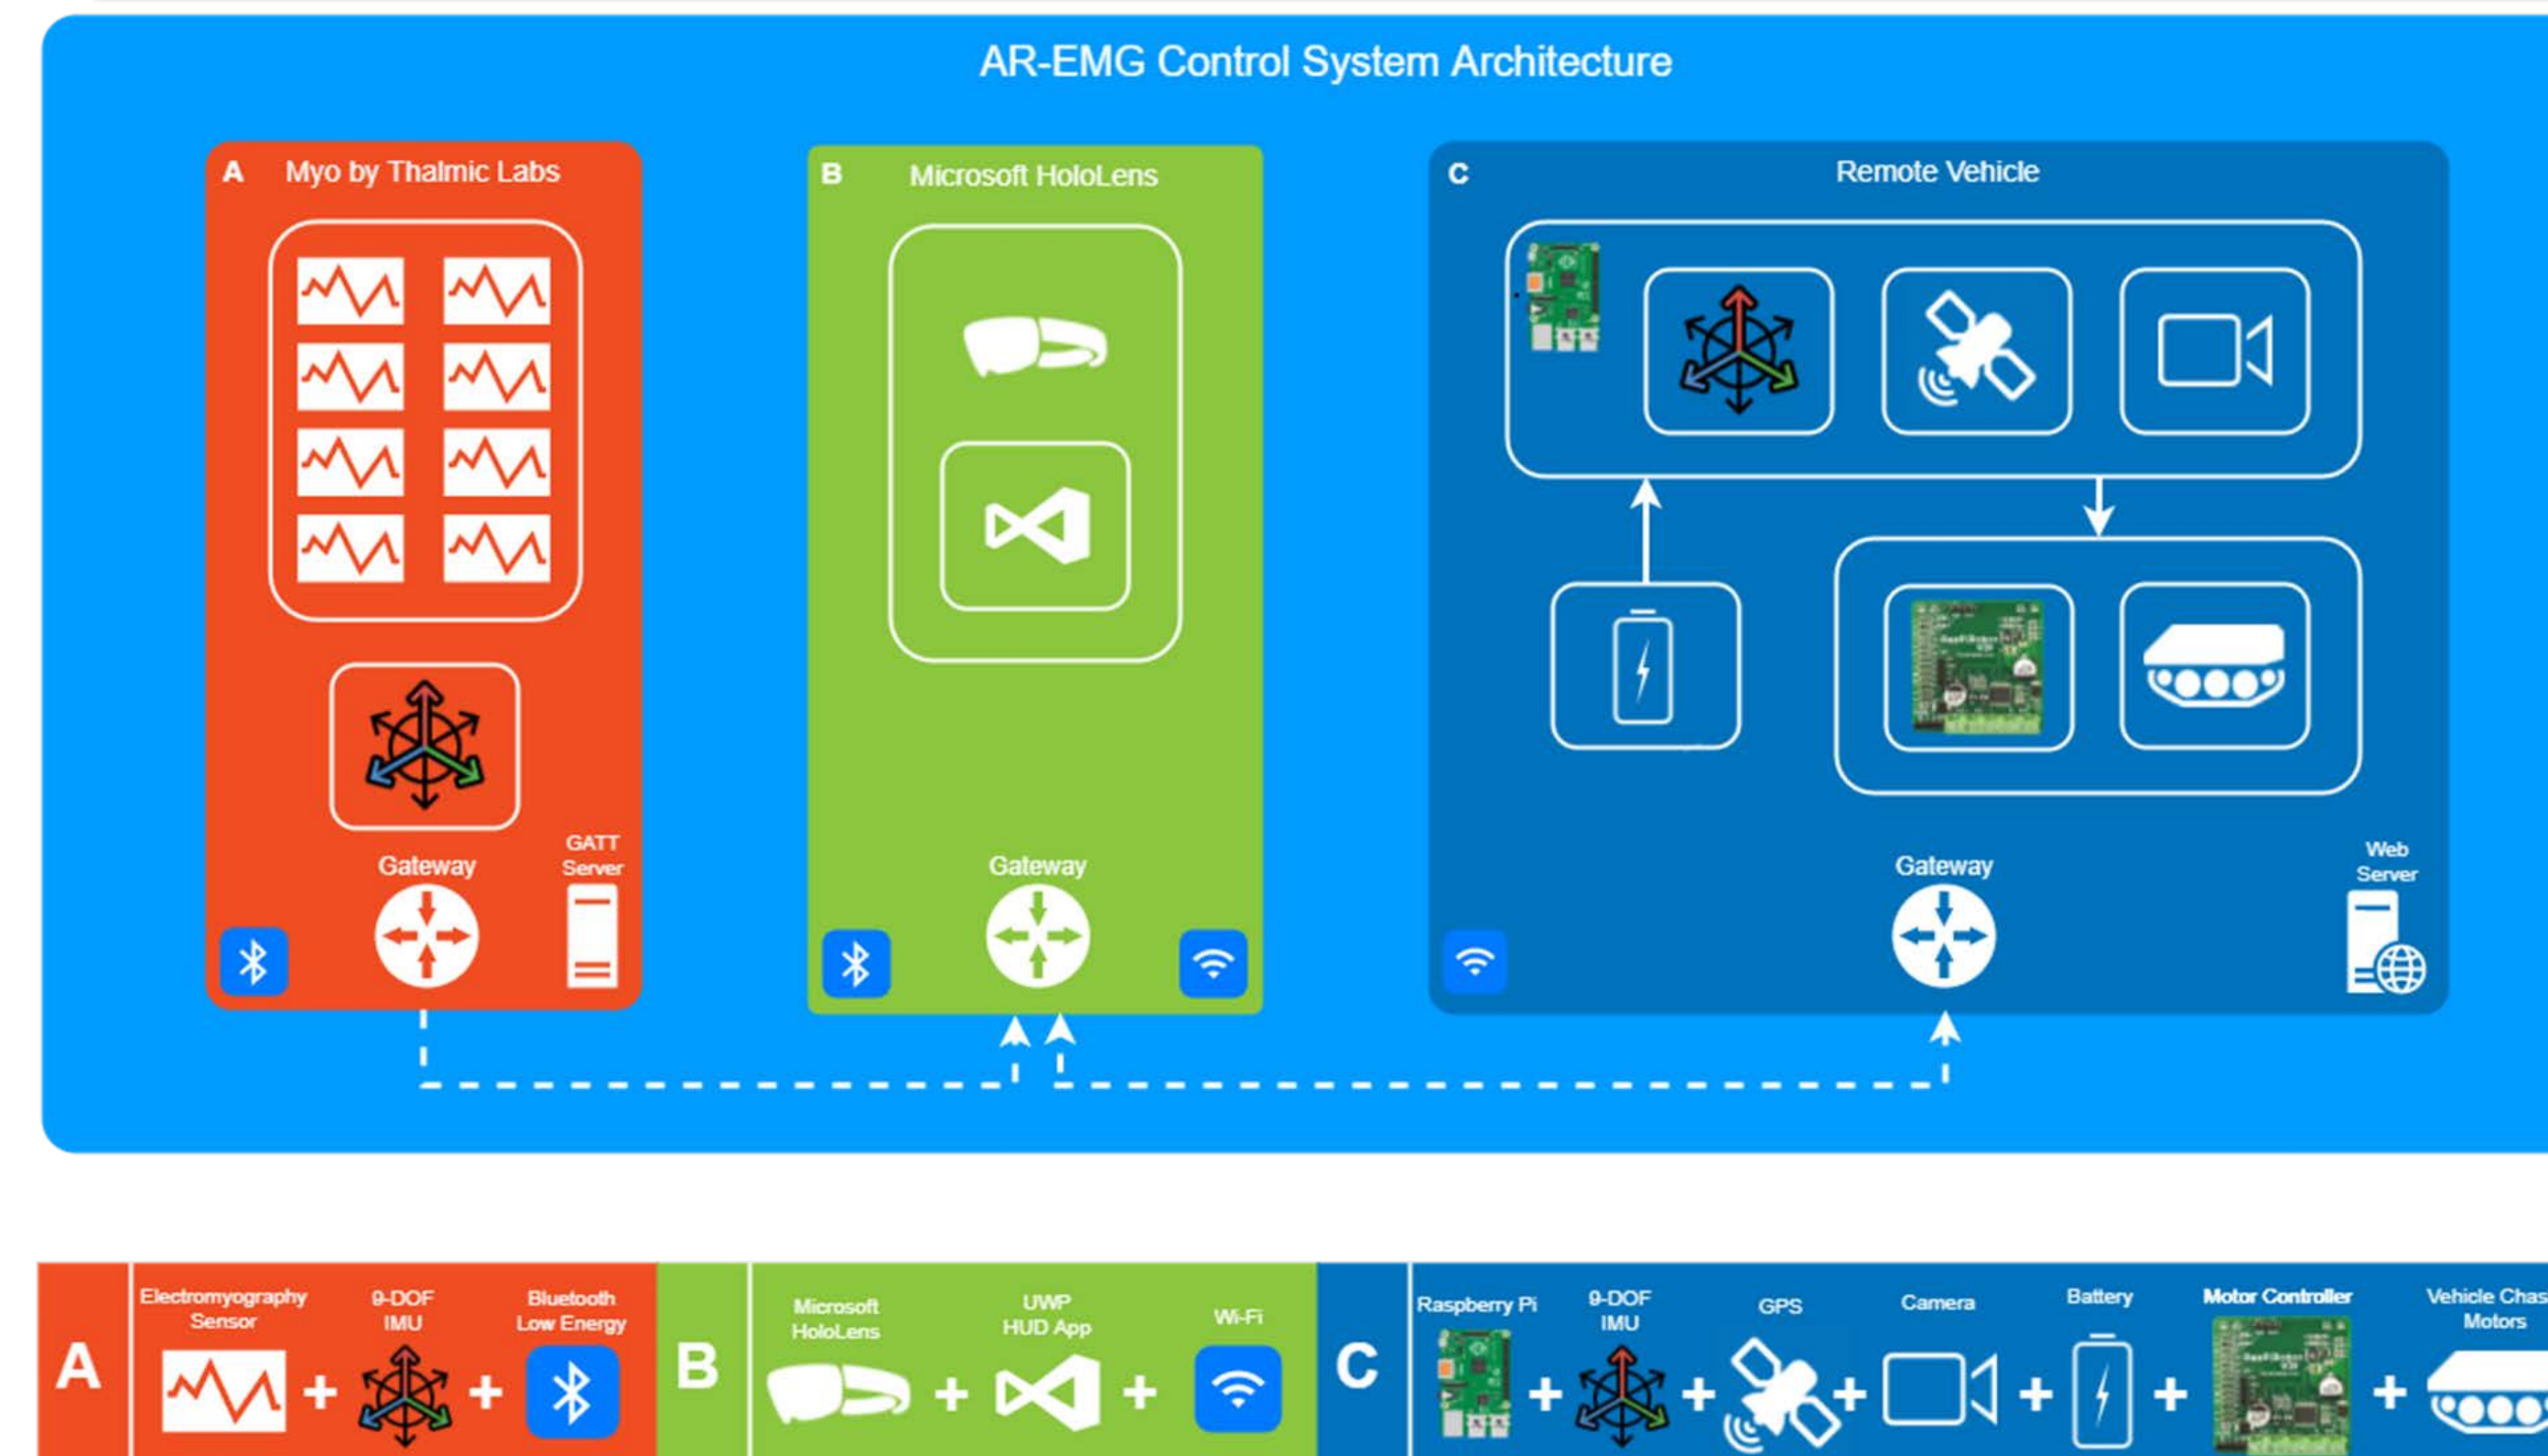 AR-EMG Control System Architecture
A Myo by Thalmic Labs
B Microsoft HoloLens
C Remote Vehicle
GATT
Server
Gateway
Gateway
Gateway
Web
Server
A
Electromyography
Sensor
9-DOF
IMU
Bluetooth
Low Energy
B
Microsoft
HoloLens
UWP
HUD App
Wi-Fi
C
Raspberry Pi
9-DOF
IMU
GPS
Camera
Battery
Motor Controller
Vehicle Chas
Motors